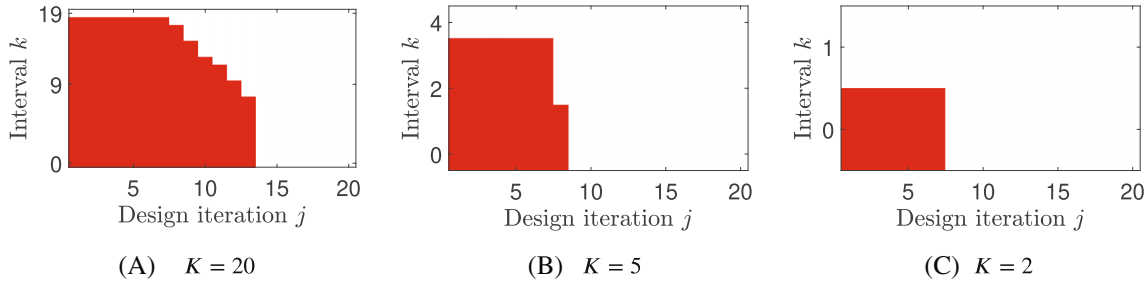 19
9
0
Interval k
5
10
15
20
Design iteration j
(A) K = 20
4
2
0
Interval k
5
10
15
20
Design iteration j
(B) K = 5
1
0
Interval k
5
10
15
20
Design iteration j
(C) K = 2